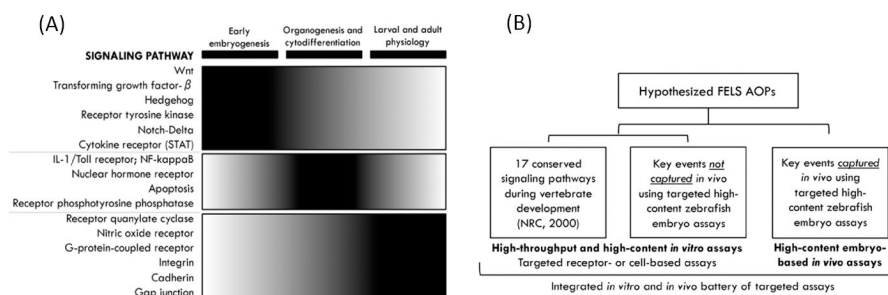 (A)
Early
embryogenesis
Organogenesis and
cytodifferentiation
Larval and adult
physiology
SIGNALING PATHWAY
Wnt
Transforming growth factor-β
Hedgehog
Receptor tyrosine kinase
Notch-Delta
Cytokine receptor (STAT)
IL-1/Toll receptor; NF-kappaB
Nuclear hormone receptor
Apoptosis
Receptor phosphotyrosine phosphatase
Receptor quanylate cyclase
Nitric oxide receptor
G-protein-coupled receptor
Integrin
Cadherin
Gap junction
(B)
Hypothesized FELS AOPs
17 conserved
signaling pathways
during vertebrate
development
(NRC, 2000)
Key events not
captured in vivo
using targeted high-
content zebrafish
embryo assays
Key events captured
in vivo using
targeted high-
content zebrafish
embryo assays
High-throughput and high-content in vitro assays
Targeted receptor- or cell-based assays
High-content embryo-
based in vivo assays
Integrated in vitro and in vivo battery of targeted assays